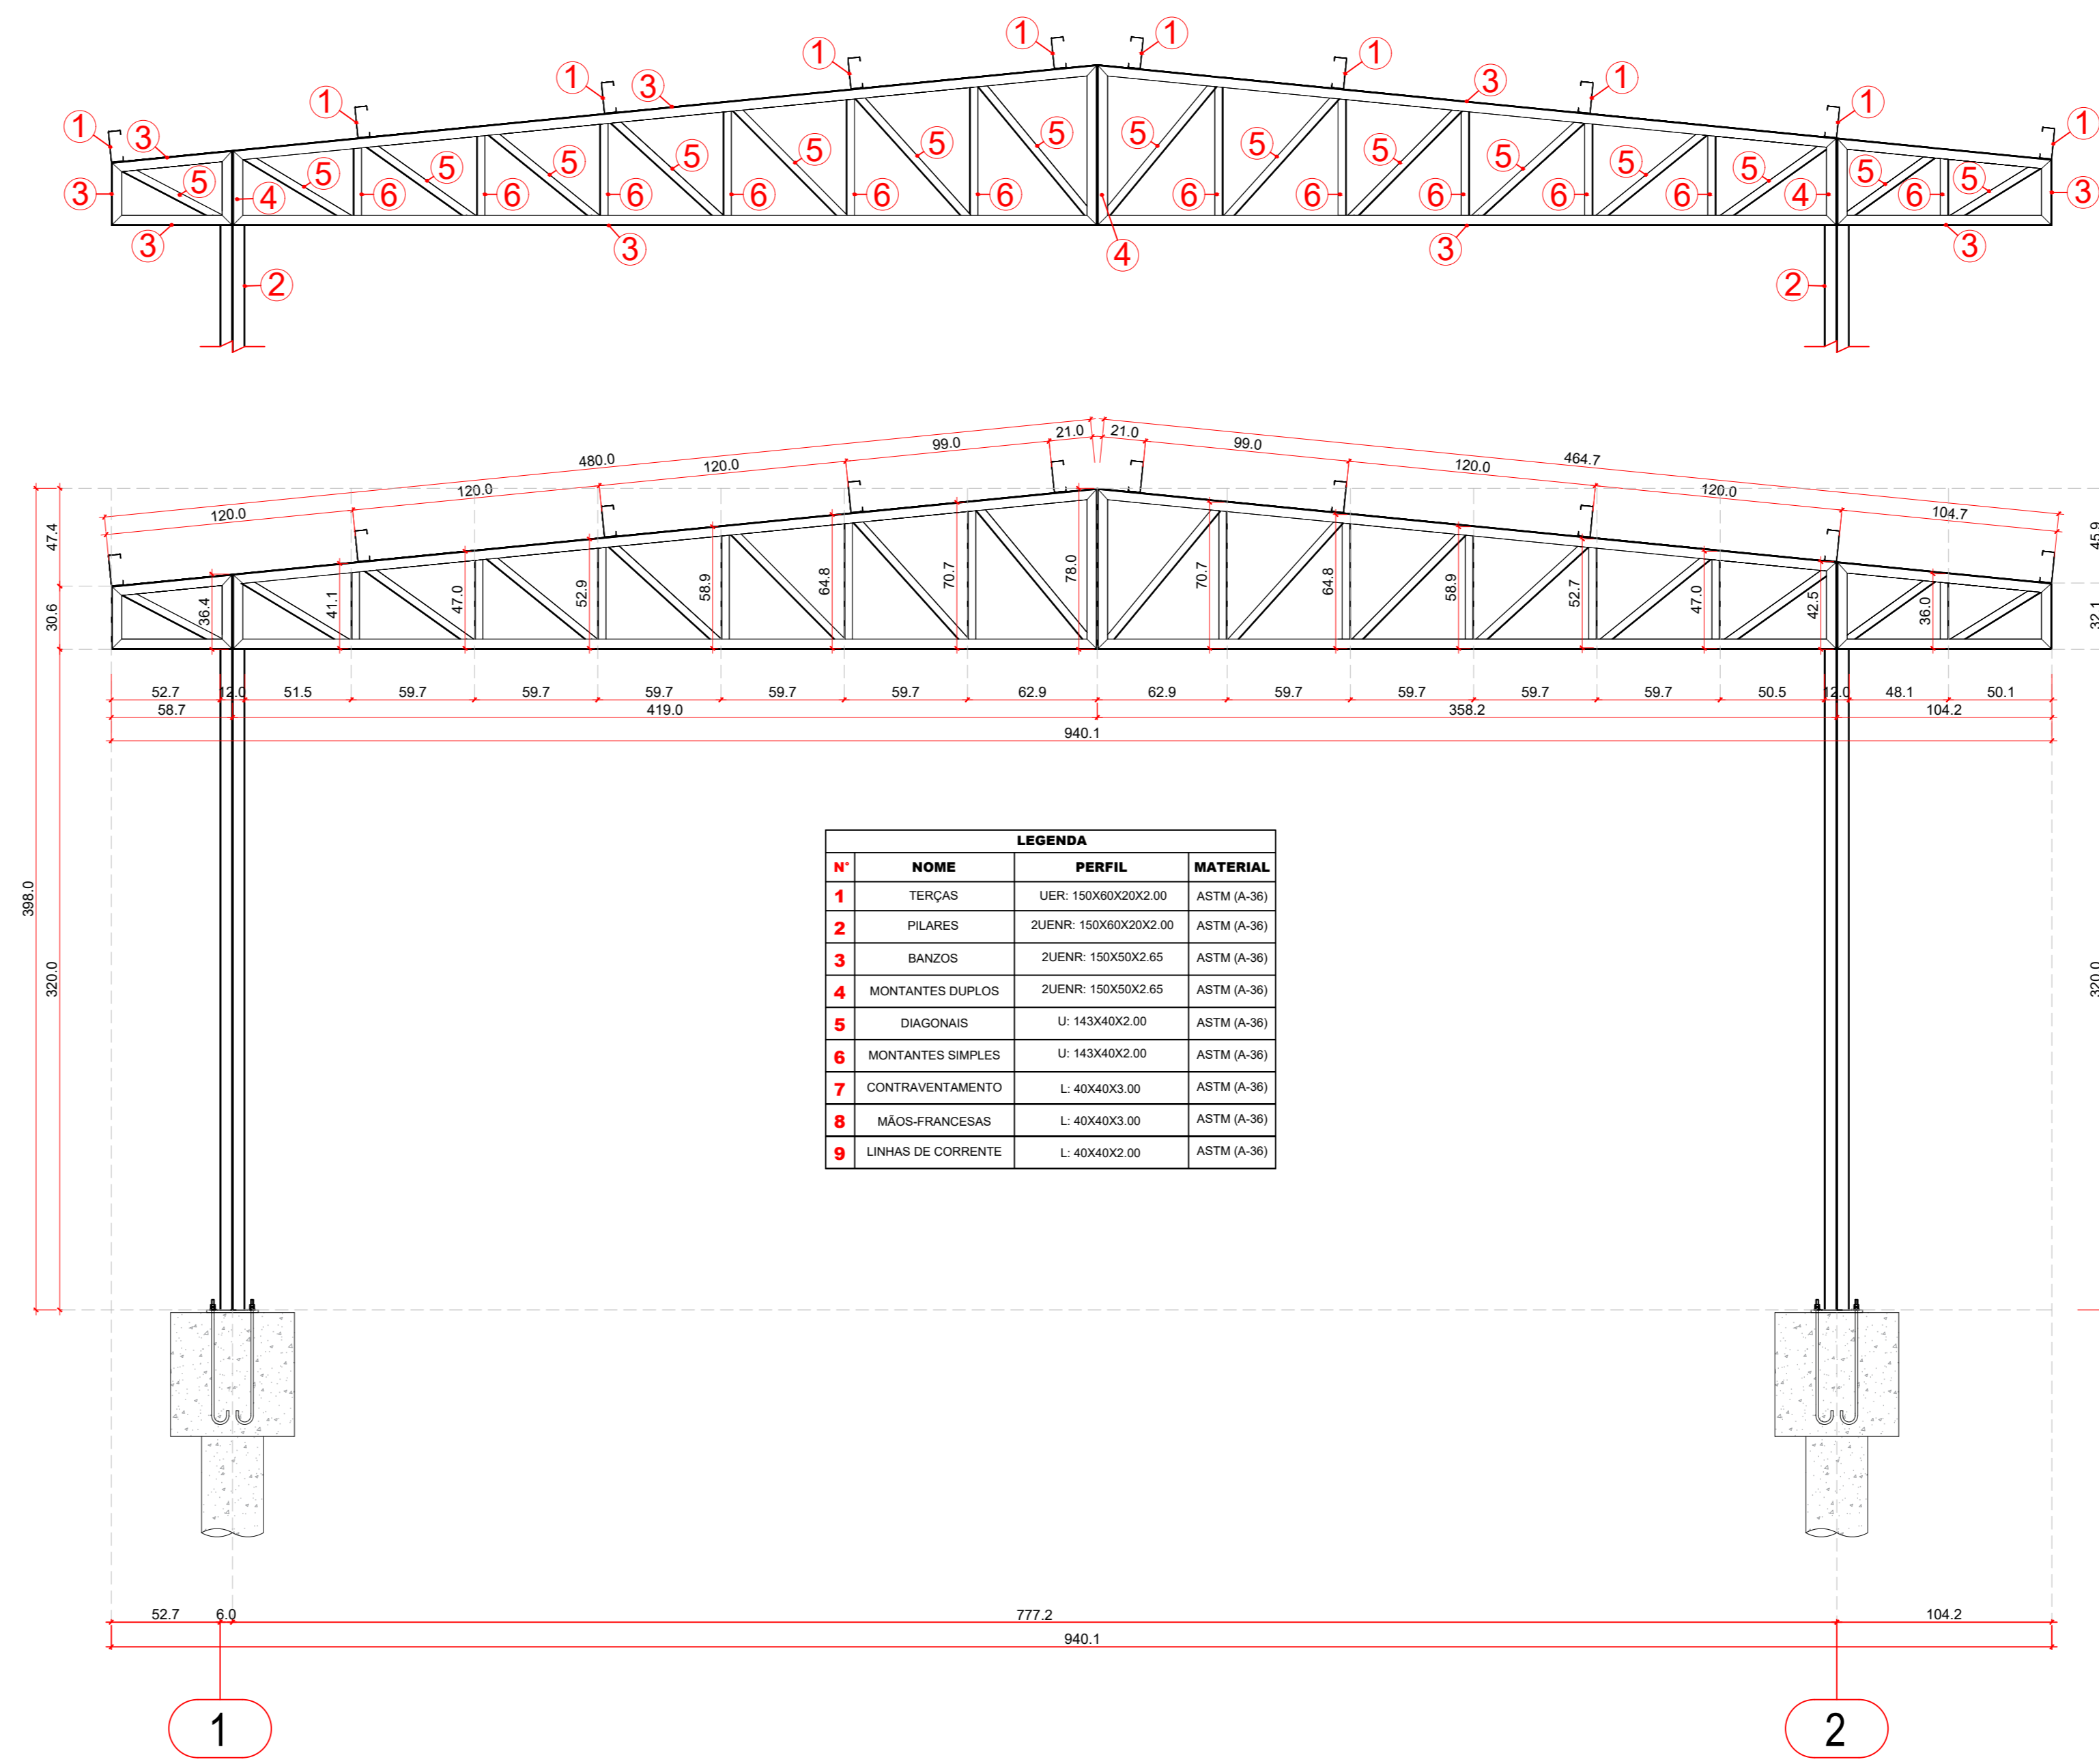 1 1 1 1 1 1 1 1 1 1
3 3 3 3
3 5 4 5 6 5 6 5 6 5 6 5 6 5 6 5 5 6 5 6 5 6 5 6 5 6 5 4 5 6 5 3
3 3 4 3 3
2 2
480.0 21.0 21.0 464.7
120.0 120.0 120.0 99.0 99.0 120.0 120.0 104.7
47.4 30.6 398.0 320.0
36.4 41.1 47.0 52.9 58.9 64.8 70.7 78.0 70.7 64.8 58.9 52.7 47.0 42.5 36.0
45.9 32.1 320.0
52.7 12.0 51.5 59.7 59.7 59.7 59.7 59.7 62.9 62.9 59.7 59.7 59.7 59.7 50.5 12.0 48.1 50.1
58.7 419.0 358.2 104.2
940.1
LEGENDA
N° NOME PERFIL MATERIAL
1 TERÇAS UER: 150X60X20X2.00 ASTM (A-36)
2 PILARES 2UENR: 150X60X20X2.00 ASTM (A-36)
3 BANZOS 2UENR: 150X50X2.65 ASTM (A-36)
4 MONTANTES DUPLOS 2UENR: 150X50X2.65 ASTM (A-36)
5 DIAGONAIS U: 143X40X2.00 ASTM (A-36)
6 MONTANTES SIMPLES U: 143X40X2.00 ASTM (A-36)
7 CONTRAVENTAMENTO L: 40X40X3.00 ASTM (A-36)
8 MÃOS-FRANCESAS L: 40X40X3.00 ASTM (A-36)
9 LINHAS DE CORRENTE L: 40X40X2.00 ASTM (A-36)
52.7 6.0 777.2 104.2
940.1
1 2